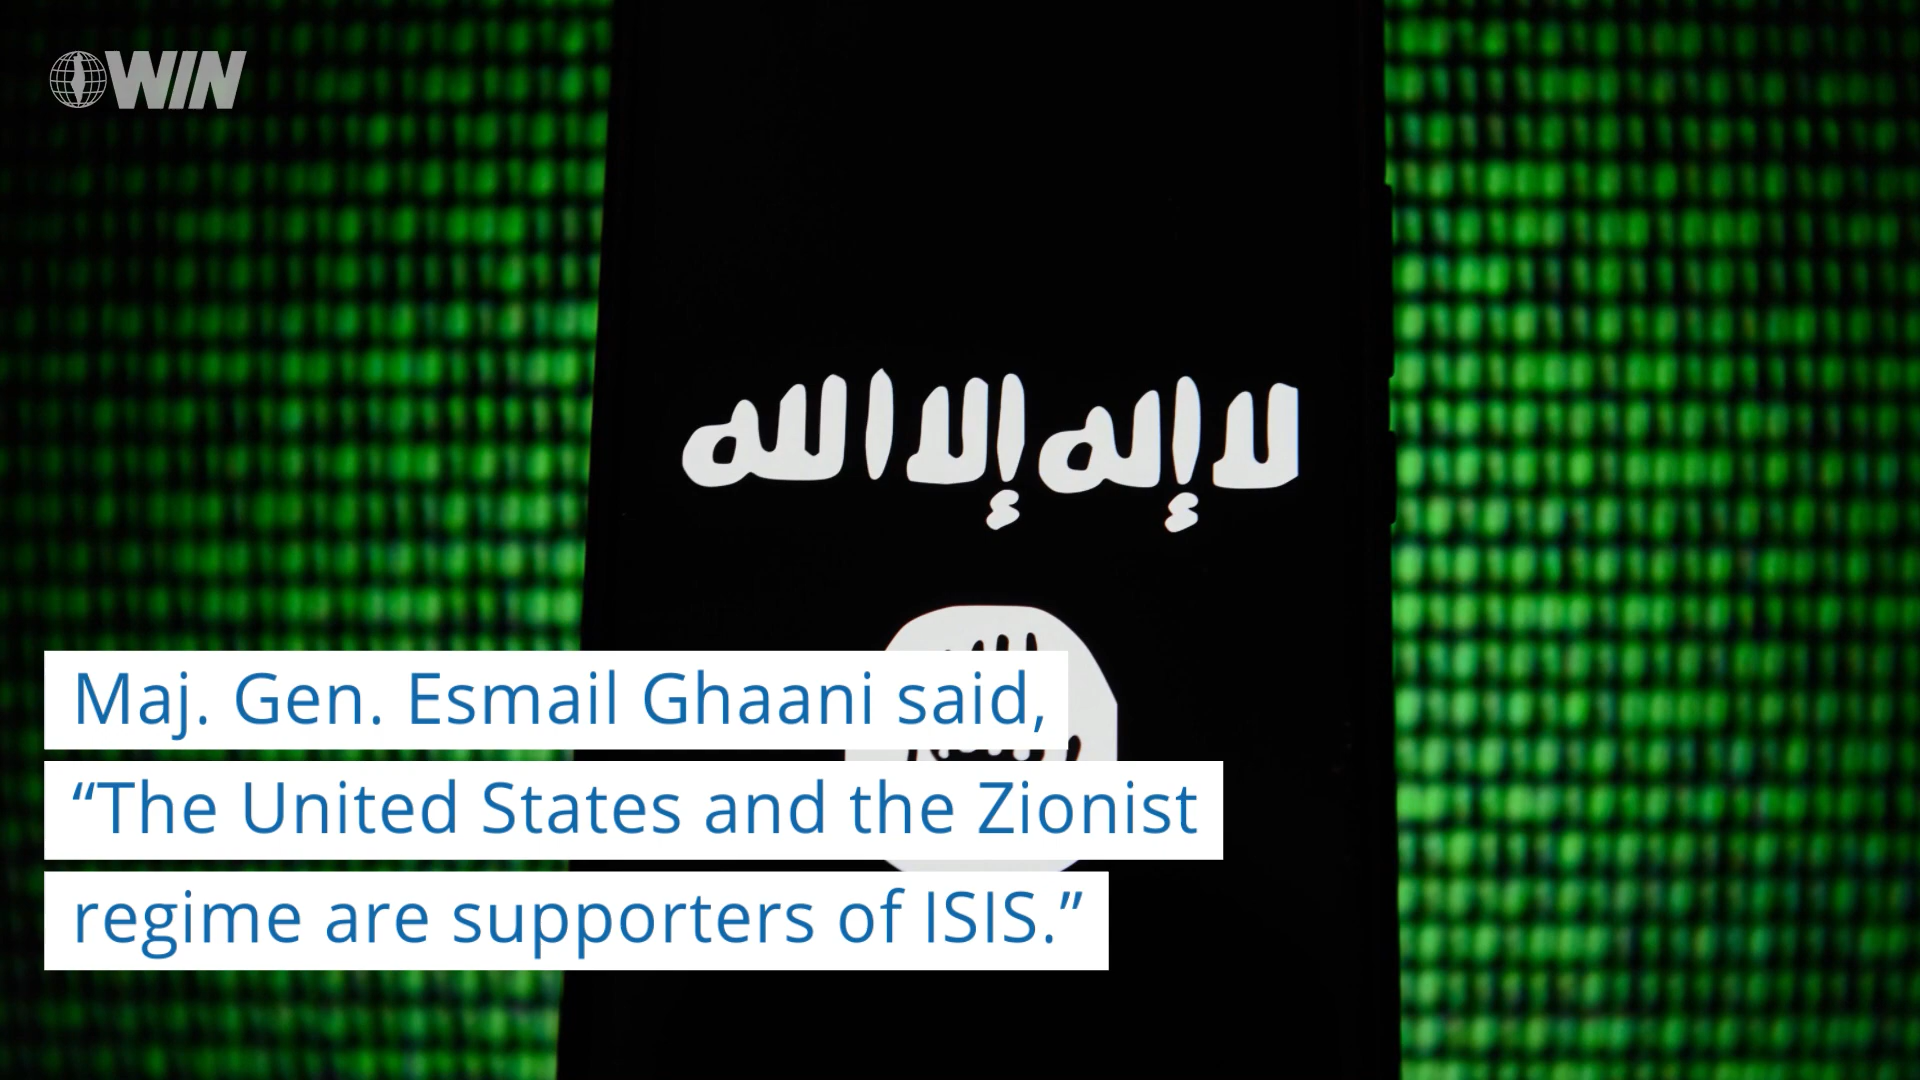 WIN
لا إله إلا الله
Maj. Gen. Esmail Ghaani said,
“The United States and the Zionist
regime are supporters of ISIS.”